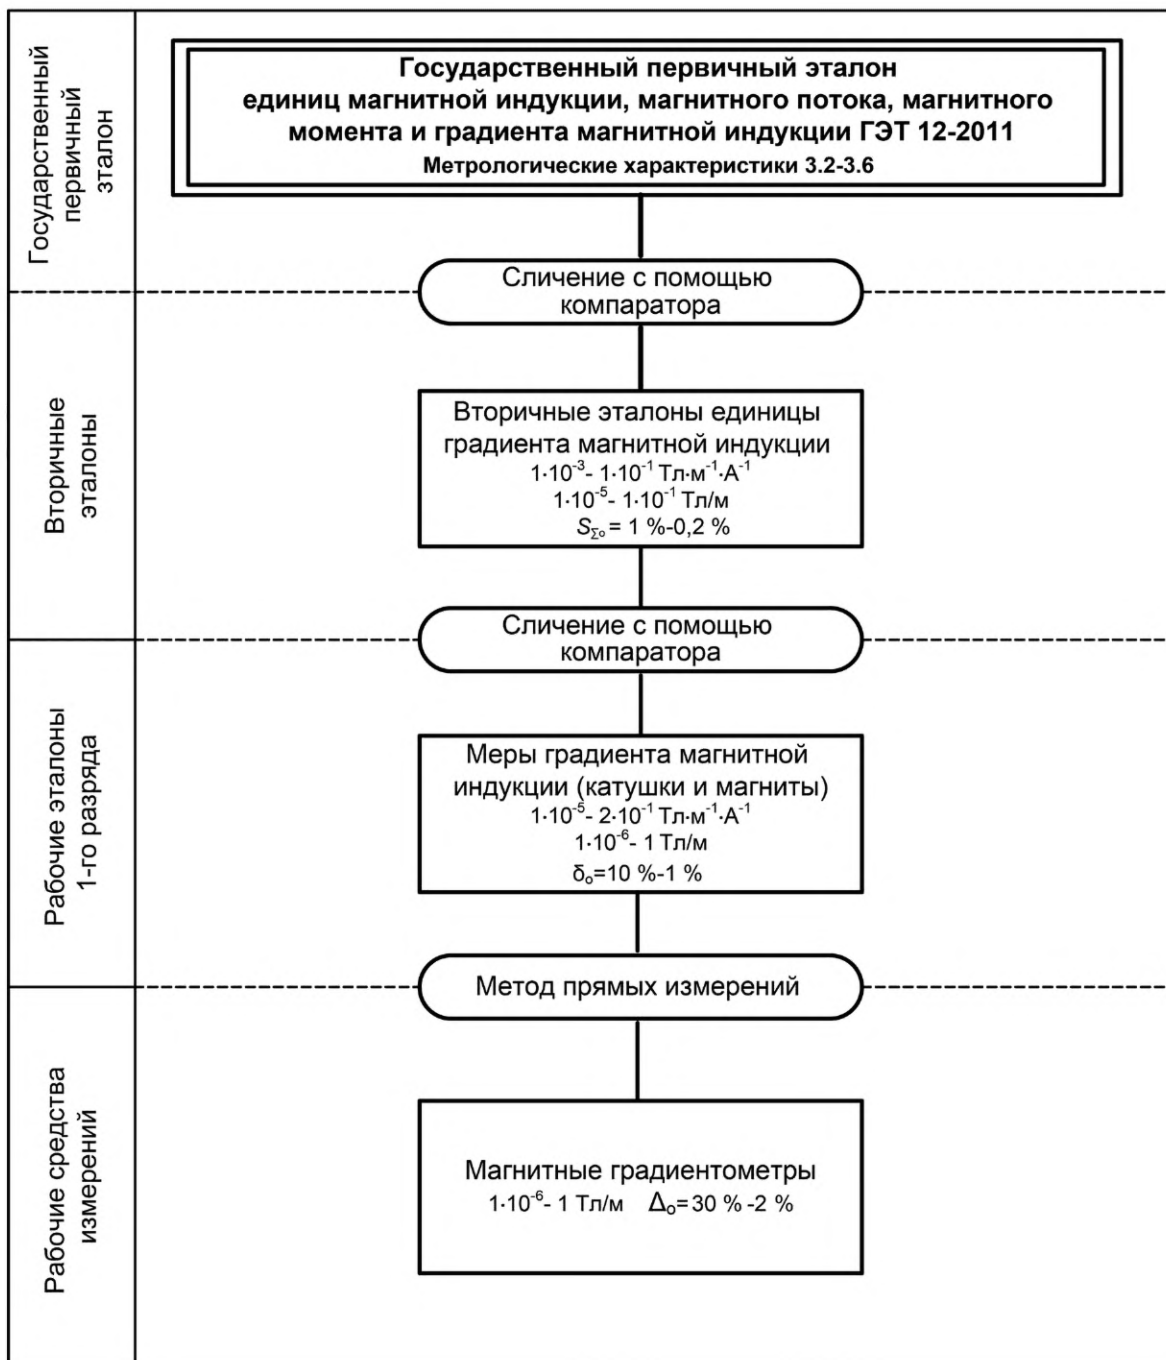 Государственный
первичный
эталон
Государственный первичный эталон
единиц магнитной индукции, магнитного потока, магнитного
момента и градиента магнитной индукции ГЭТ 12-2011
Метрологические характеристики 3.2-3.6
Сличение с помощью
компаратора
Вторичные
эталоны
Вторичные эталоны единицы
градиента магнитной индукции
1·10⁻³- 1·10⁻¹ Тл·м⁻¹·А⁻¹
1·10⁻⁵- 1·10⁻¹ Тл/м
S_Σₒ = 1 %-0,2 %
Сличение с помощью
компаратора
Рабочие эталоны
1-го разряда
Меры градиента магнитной
индукции (катушки и магниты)
1·10⁻⁵- 2·10⁻¹ Тл·м⁻¹·А⁻¹
1·10⁻⁶- 1 Тл/м
δₒ=10 %-1 %
Метод прямых измерений
Рабочие средства
измерений
Магнитные градиентометры
1·10⁻⁶- 1 Тл/м Δₒ=30 % -2 %